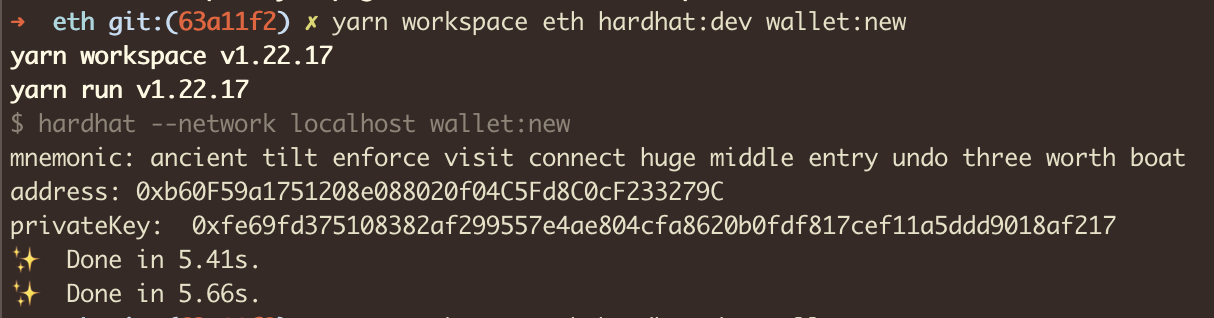 ➜ eth git:(63a11f2) ✗ yarn workspace eth hardhat:dev wallet:new
yarn workspace v1.22.17
yarn run v1.22.17
$ hardhat --network localhost wallet:new
mnemonic: ancient tilt enforce visit connect huge middle entry undo three worth boat
address: 0xb60F59a1751208e088020f04C5Fd8C0cF233279C
privateKey:  0xfe69fd375108382af299557e4ae804cfa8620b0fdf817cef11a5ddd9018af217
✨ Done in 5.41s.
✨ Done in 5.66s.